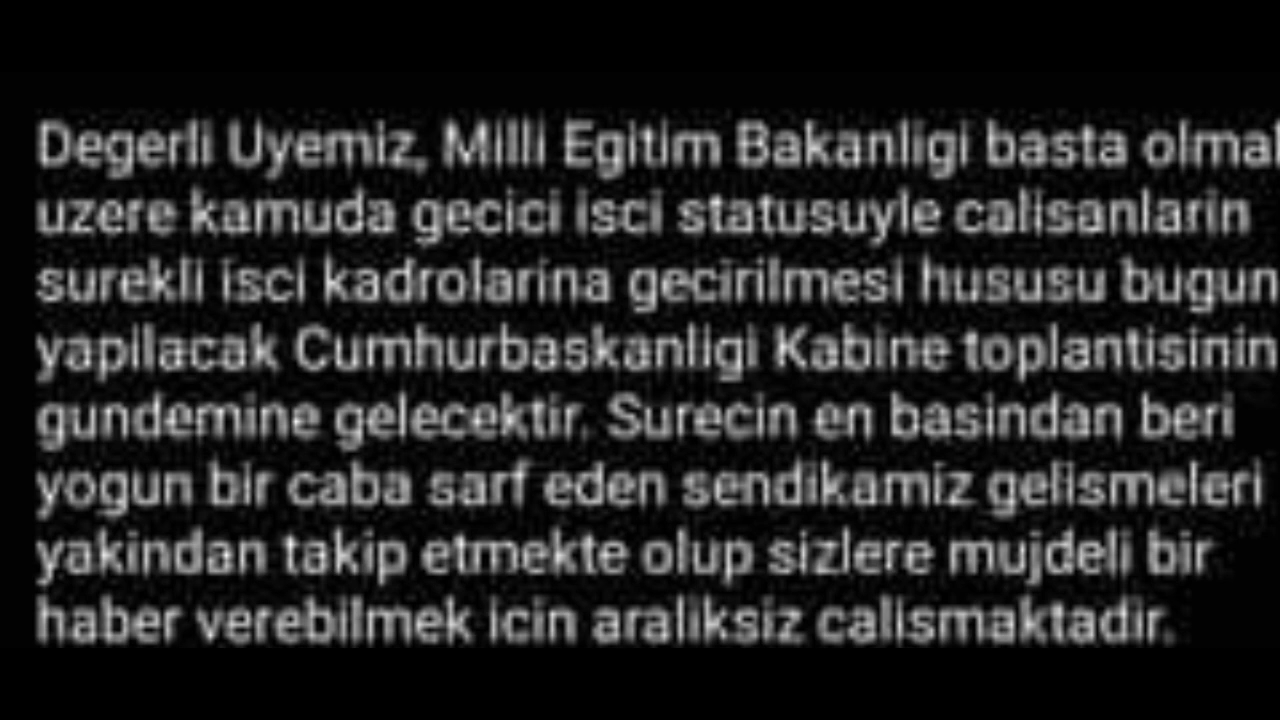 Degerli Uyemiz, Milli Egitim Bakanligi basta olmak
uzere kamuda gecici isci statusuyle calisanlarin
surekli isci kadrolarina gecirilmesi hususu bugun
yapilacak Cumhurbaskanligi Kabine toplantisinin
gundemine gelecektir. Surecin en basindan beri
yogun bir caba sarf eden sendikamiz gelismeleri
yakindan takip etmekte olup sizlere mujdeli bir
haber verebilmek icin araliksiz calismaktadir.